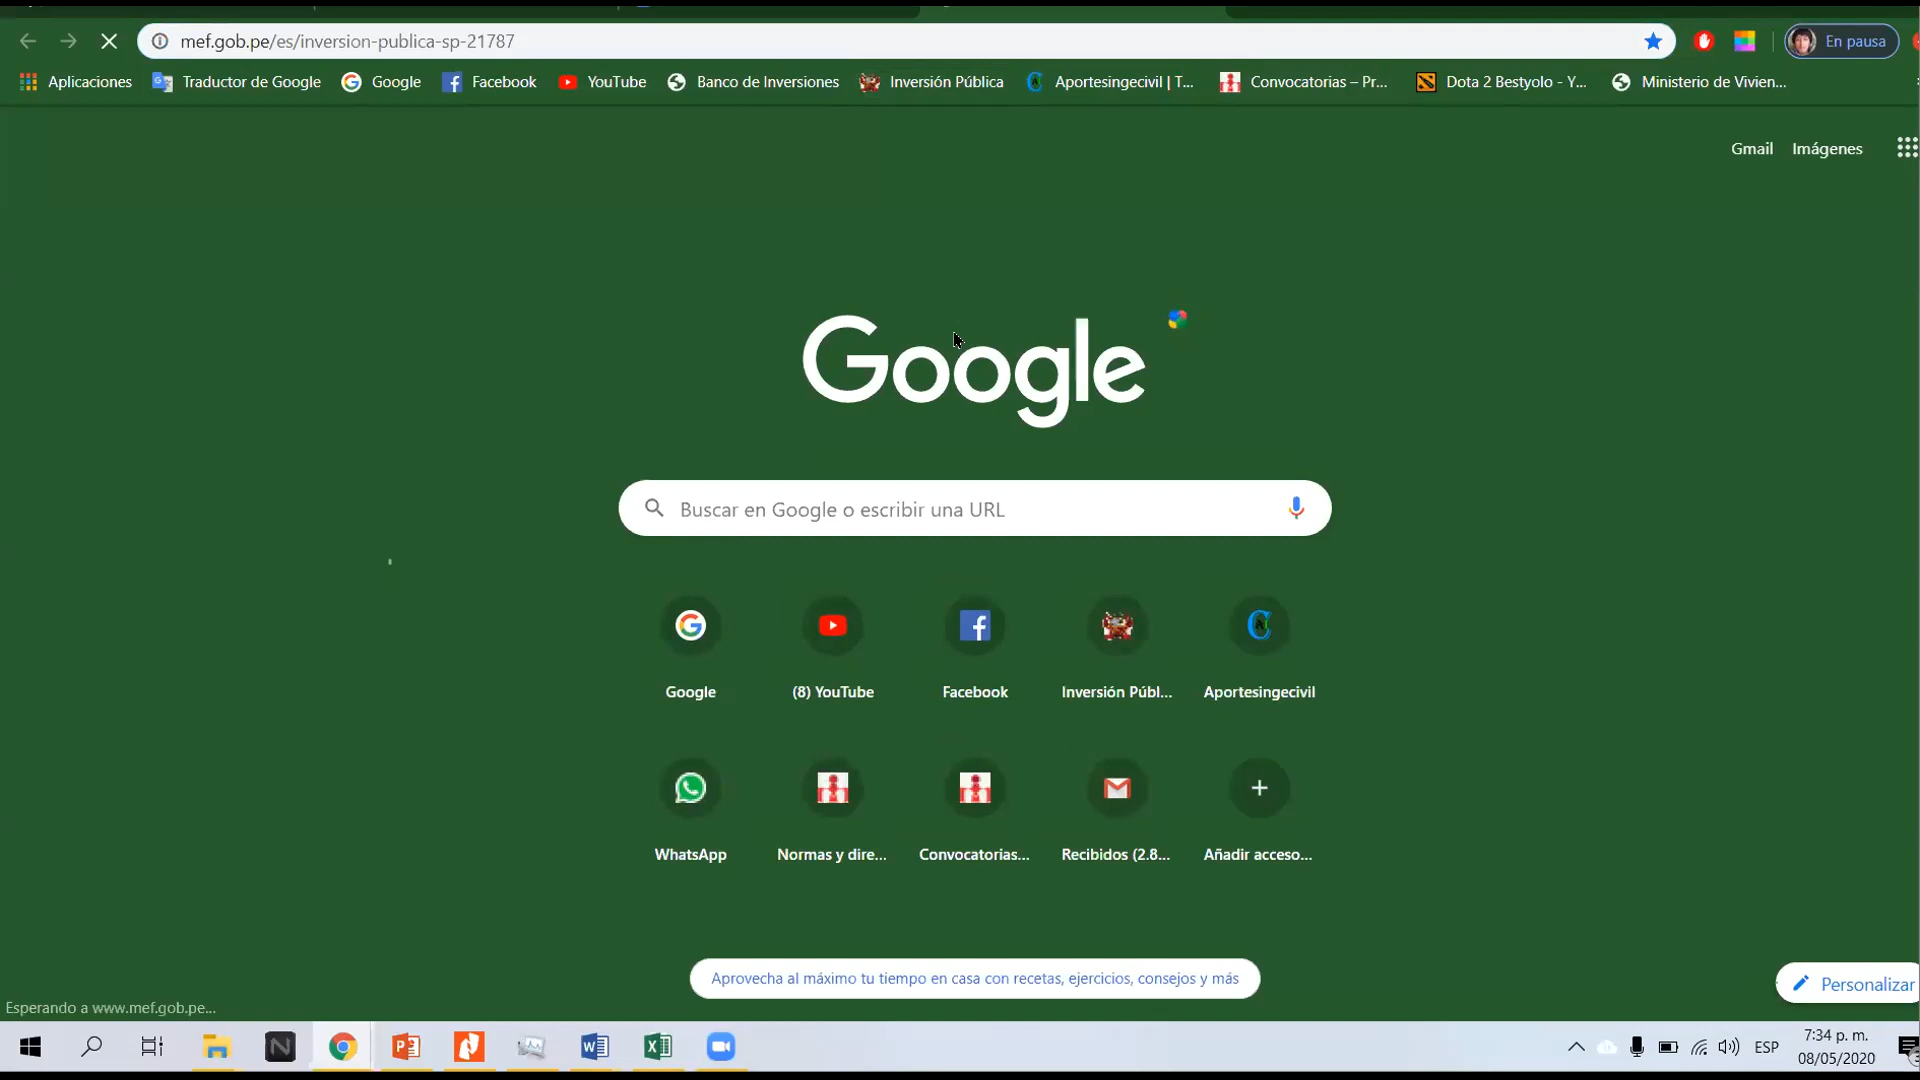 mef.gob.pe/es/inversion-publica-sp-21787
En pausa
Aplicaciones Traductor de Google Google Facebook YouTube Banco de Inversiones Inversión Pública Aportesingecivil | T... Convocatorias – Pr... Dota 2 Bestyolo - Y... Ministerio de Vivien...
Gmail Imágenes
Google
Buscar en Google o escribir una URL
Google (8) YouTube Facebook Inversión Públ... Aportesingecivil
WhatsApp Normas y dire... Convocatorias... Recibidos (2.8... Añadir acceso...
Aprovecha al máximo tu tiempo en casa con recetas, ejercicios, consejos y más
Personalizar
Esperando a www.mef.gob.pe...
ESP
7:34 p. m.
08/05/2020